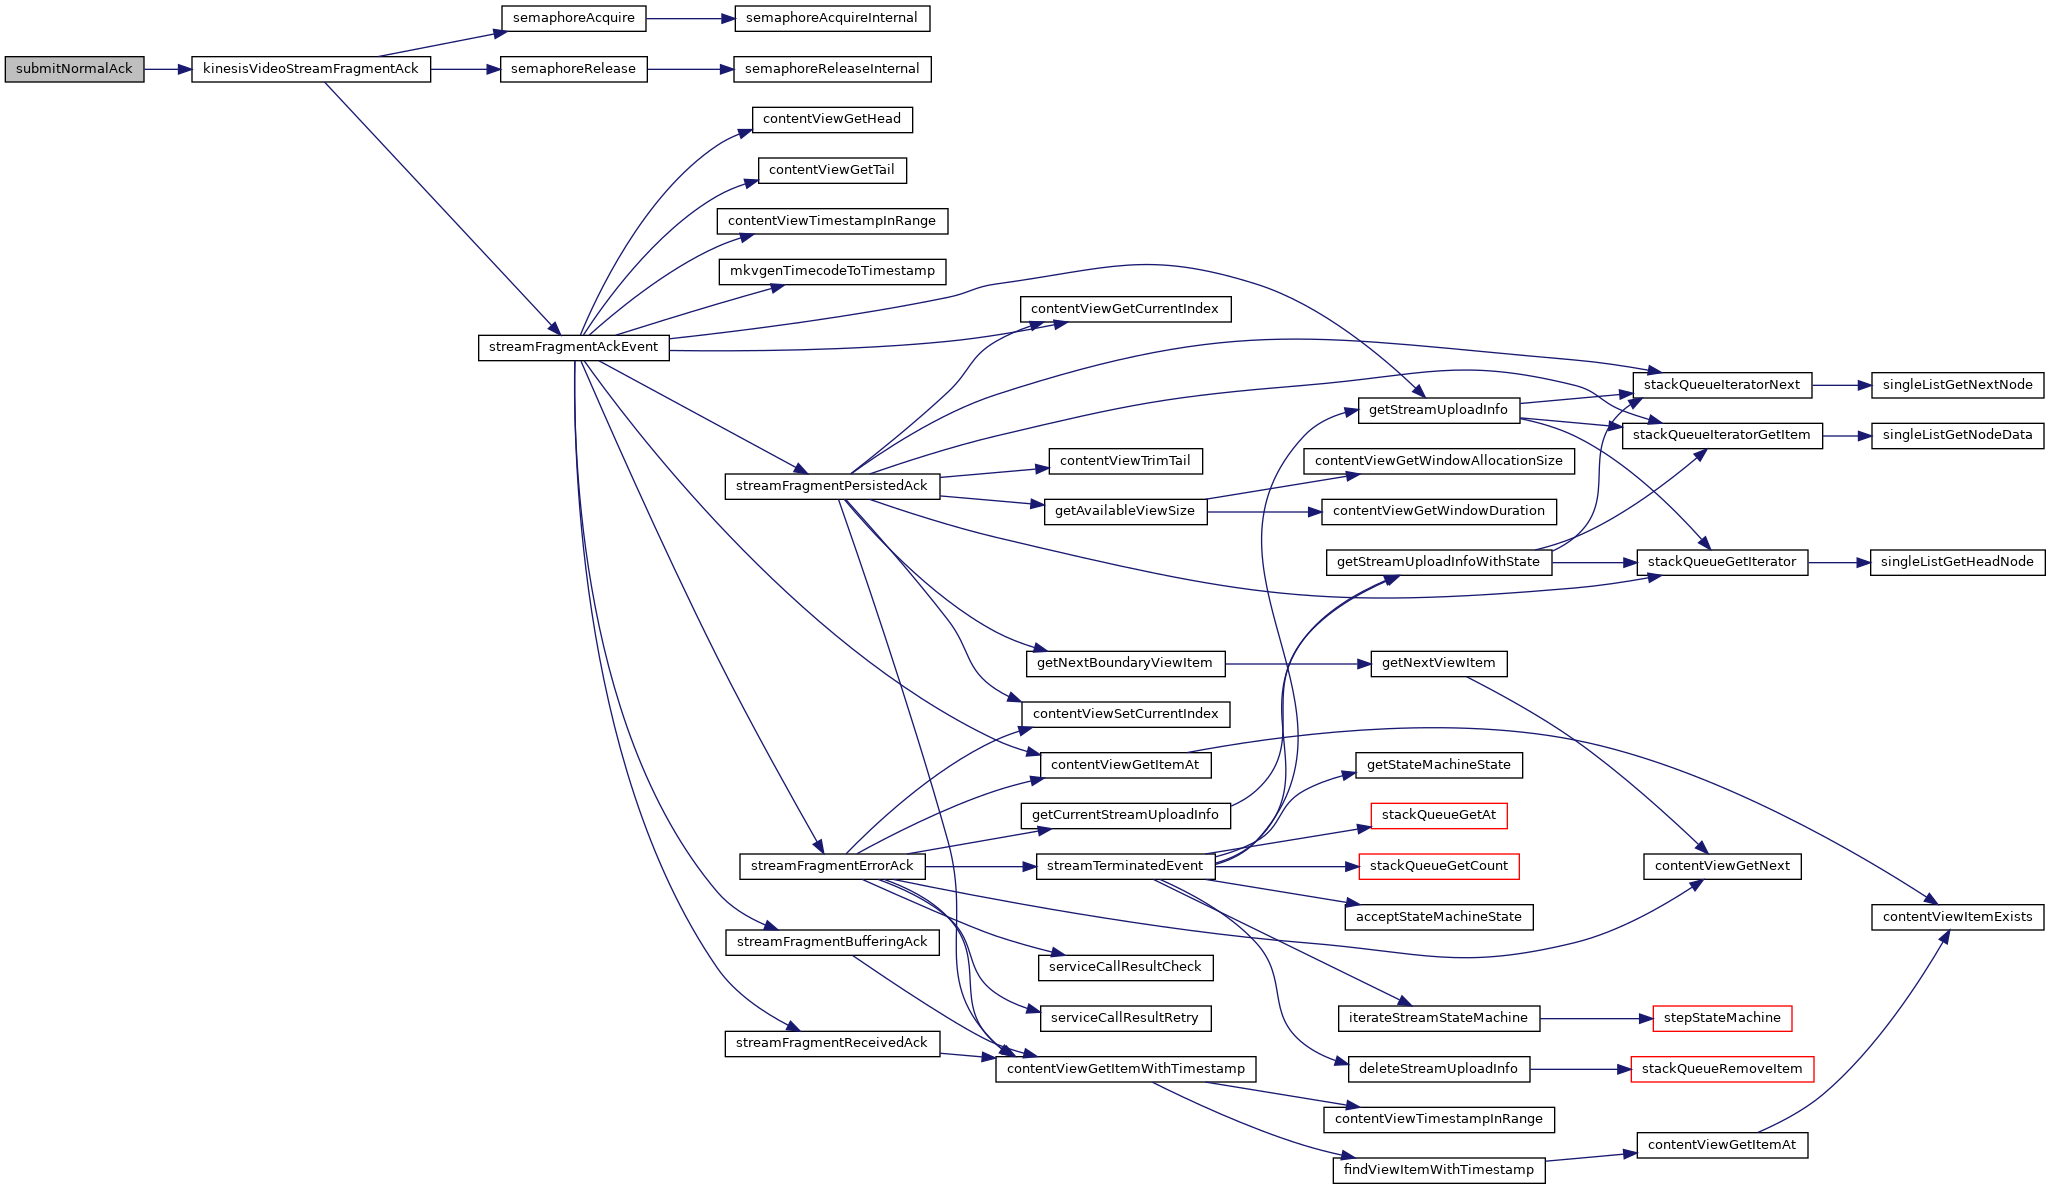 submitNormalAck
kinesisVideoStreamFragmentAck
semaphoreAcquire
semaphoreAcquireInternal
semaphoreRelease
semaphoreReleaseInternal
contentViewGetHead
contentViewGetTail
contentViewTimestampInRange
mkvgenTimecodeToTimestamp
contentViewGetCurrentIndex
streamFragmentAckEvent
stackQueueIteratorNext
singleListGetNextNode
getStreamUploadInfo
stackQueueIteratorGetItem
singleListGetNodeData
contentViewTrimTail
contentViewGetWindowAllocationSize
streamFragmentPersistedAck
getAvailableViewSize
contentViewGetWindowDuration
getStreamUploadInfoWithState
stackQueueGetIterator
singleListGetHeadNode
getNextBoundaryViewItem
getNextViewItem
contentViewSetCurrentIndex
contentViewGetItemAt
getStateMachineState
getCurrentStreamUploadInfo
stackQueueGetAt
streamFragmentErrorAck
streamTerminatedEvent
stackQueueGetCount
contentViewGetNext
acceptStateMachineState
contentViewItemExists
streamFragmentBufferingAck
serviceCallResultCheck
serviceCallResultRetry
iterateStreamStateMachine
stepStateMachine
streamFragmentReceivedAck
contentViewGetItemWithTimestamp
deleteStreamUploadInfo
stackQueueRemoveItem
contentViewTimestampInRange
contentViewGetItemAt
findViewItemWithTimestamp